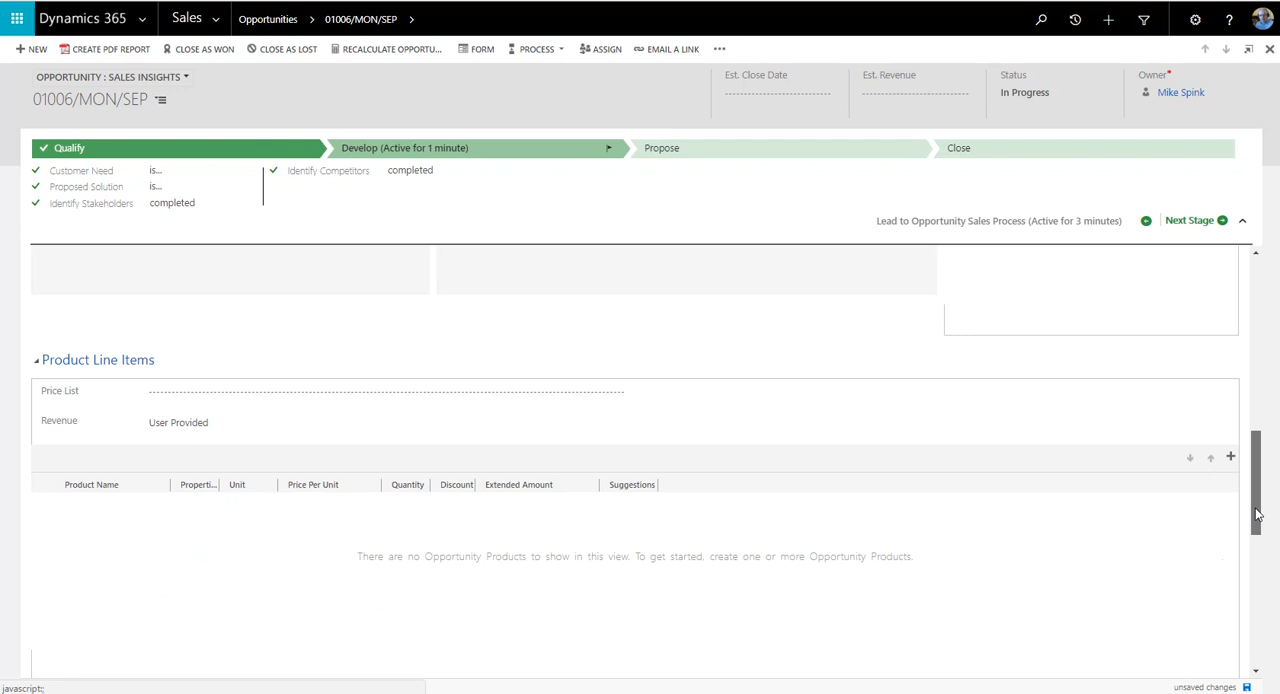 Dynamics 365 Sales Opportunities 01006/MON/SEP
NEW CREATE PDF REPORT CLOSE AS WON CLOSE AS LOST RECALCULATE OPPORTU... FORM PROCESS ASSIGN EMAIL A LINK
OPPORTUNITY : SALES INSIGHTS
01006/MON/SEP
Est. Close Date
Est. Revenue
Status
In Progress
Owner*
Mike Spink
Qualify Develop (Active for 1 minute) Propose Close
Customer Need is... Identify Competitors completed
Proposed Solution is...
Identify Stakeholders completed
Lead to Opportunity Sales Process (Active for 3 minutes) Next Stage
Product Line Items
Price List
Revenue User Provided
Product Name Properti... Unit Price Per Unit Quantity Discount Extended Amount Suggestions
There are no Opportunity Products to show in this view. To get started, create one or more Opportunity Products.
javascript:; unsaved changes